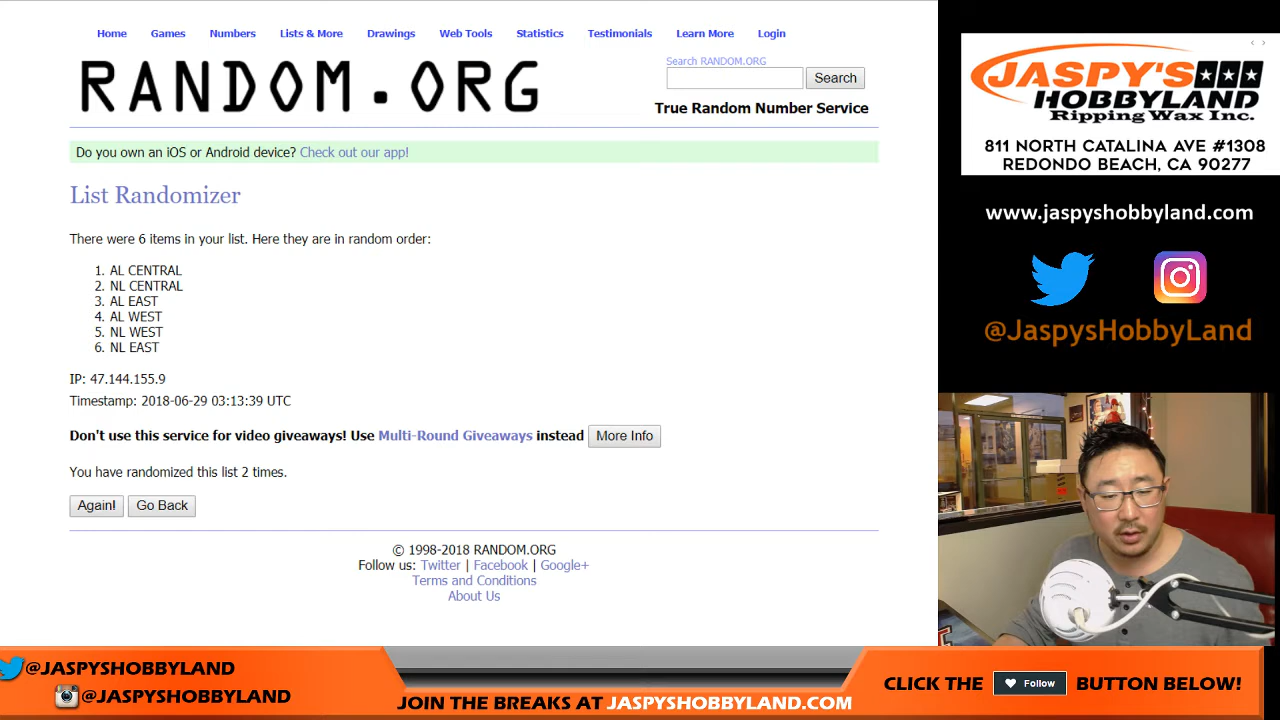 Home Games Numbers Lists & More Drawings Web Tools Statistics Testimonials Learn More Login
RANDOM.ORG
Search RANDOM.ORG
Search
True Random Number Service
Do you own an iOS or Android device? Check out our app!
List Randomizer
There were 6 items in your list. Here they are in random order:
1. AL CENTRAL
2. NL CENTRAL
3. AL EAST
4. AL WEST
5. NL WEST
6. NL EAST
IP: 47.144.155.9
Timestamp: 2018-06-29 03:13:39 UTC
Don't use this service for video giveaways! Use Multi-Round Giveaways instead More Info
You have randomized this list 2 times.
Again! Go Back
© 1998-2018 RANDOM.ORG
Follow us: Twitter | Facebook | Google+
Terms and Conditions
About Us
JASPY'S
HOBBYLAND
Ripping Wax Inc.
811 NORTH CATALINA AVE #1308
REDONDO BEACH, CA 90277
www.jaspyshobbyland.com
@JaspysHobbyLand
@JASPYSHOBBYLAND
@JASPYSHOBBYLAND
JOIN THE BREAKS AT JASPYSHOBBYLAND.COM
CLICK THE Follow BUTTON BELOW!